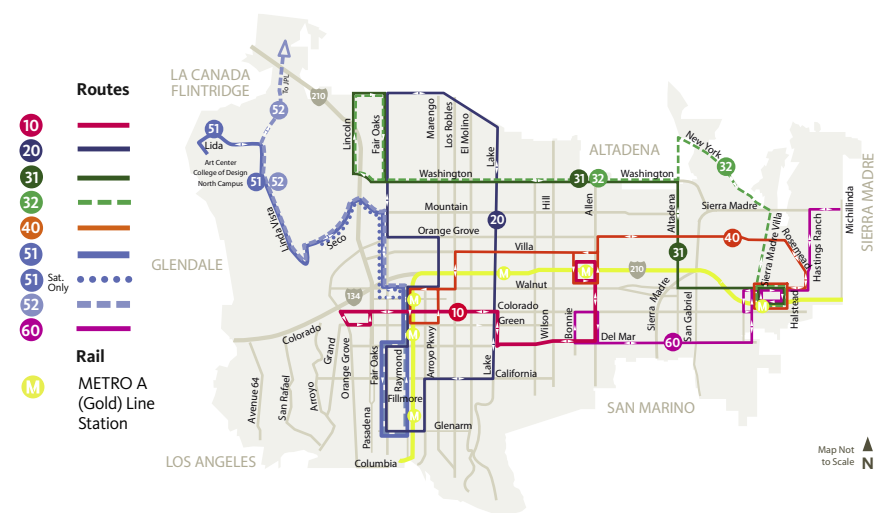 Routes
10
20
31
32
40
51
51 Sat.
Only
52
60
Rail
M METRO A
(Gold) Line
Station
LA CANADA
FLINTRIDGE
To JPL
210
52
51
Lida
Art Center
College of Design
North Campus
51
52
Linda Vista
Seco
GLENDALE
134
Lincoln
Fair Oaks
Marengo
Los Robles
El Molino
Lake
ALTADENA
Washington
31
32
Washington
New York
32
Mountain
Hill
Allen
Altadena
Sierra Madre
Orange Grove
20
Villa
40
31
Sierra Madre Villa
Rosemead
Hastings Ranch
Michillinda
SIERRA MADRE
M
M
210
Walnut
M
Colorado
10
Green
Wilson
Bonnie
Sierra Madre
San Gabriel
M
Halstead
Colorado
Grand
Orange Grove
M
Arroyo Pkwy
Del Mar
60
Fair Oaks
Raymond
Lake
California
Avenue 64
San Rafael
Arroyo
Fillmore
M
Pasadena
Glenarm
SAN MARINO
LOS ANGELES
Columbia
Map Not
to Scale N